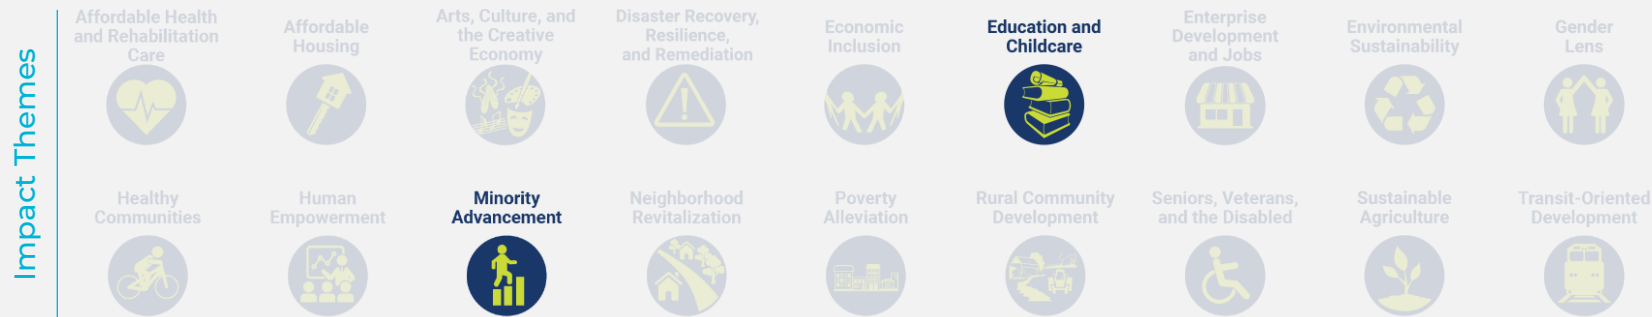 Impact Themes
Affordable Health
and Rehabilitation
Care
Affordable
Housing
Arts, Culture, and
the Creative
Economy
Disaster Recovery,
Resilience,
and Remediation
Economic
Inclusion
Education and
Childcare
Enterprise
Development
and Jobs
Environmental
Sustainability
Gender
Lens
Healthy
Communities
Human
Empowerment
Minority
Advancement
Neighborhood
Revitalization
Poverty
Alleviation
Rural Community
Development
Seniors, Veterans,
and the Disabled
Sustainable
Agriculture
Transit-Oriented
Development